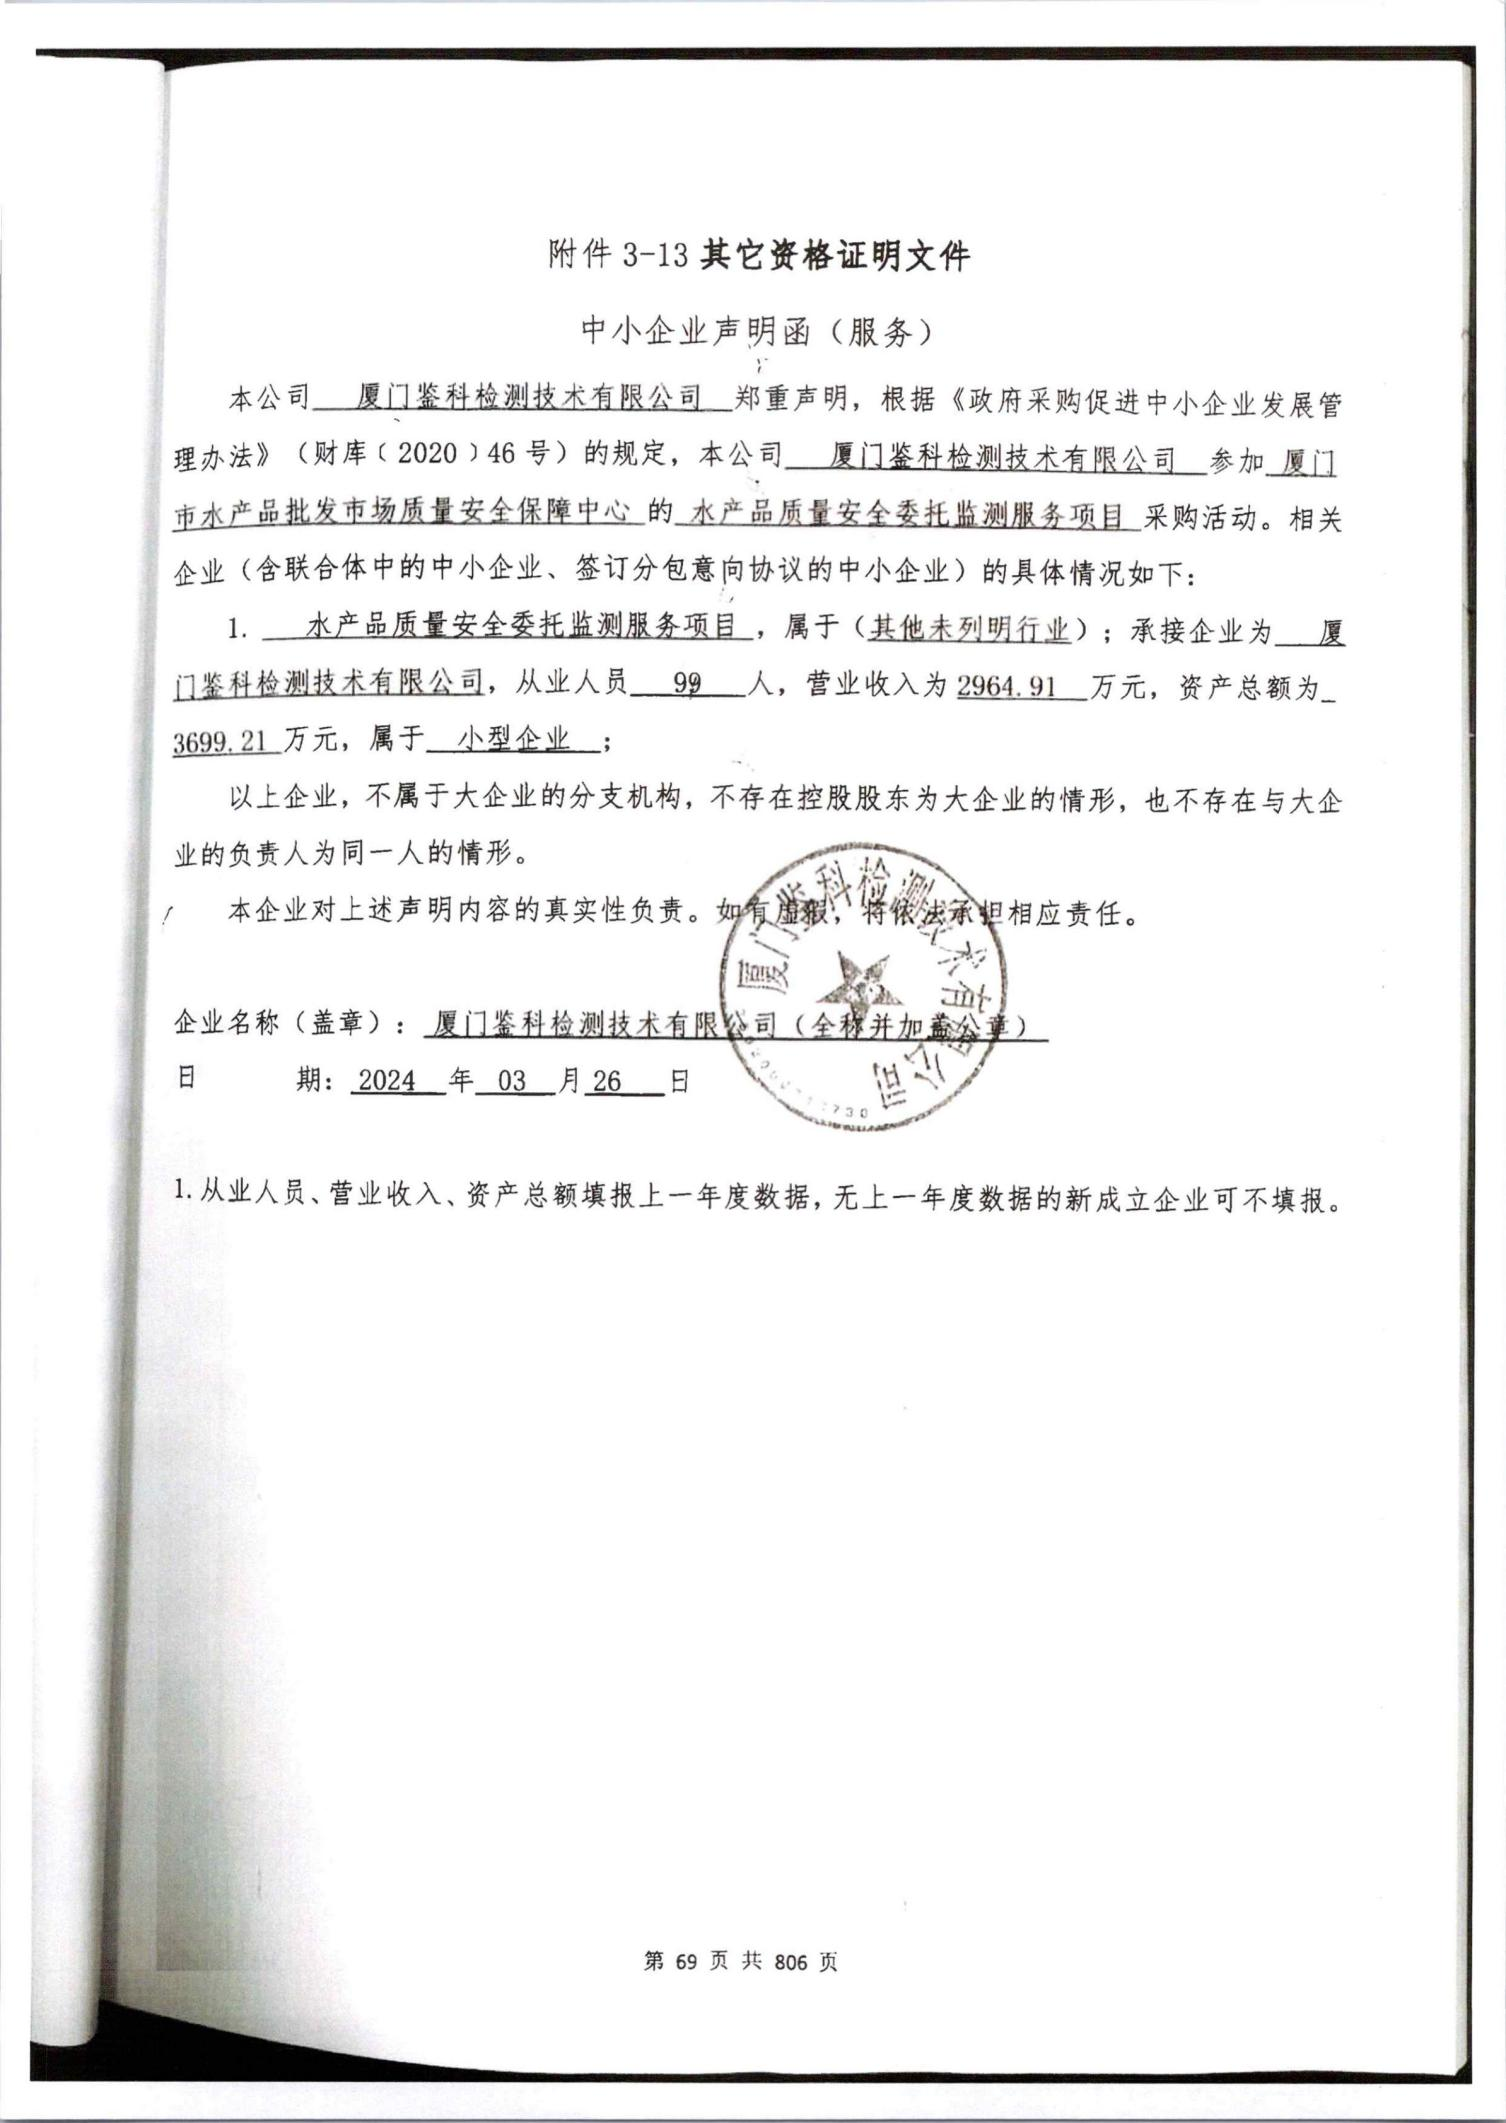 附件 3-13 其它资格证明文件
中小企业声明函（服务）
本公司 厦门鉴科检测技术有限公司 郑重声明，根据《政府采购促进中小企业发展管
理办法》（财库﹝2020﹞46 号）的规定，本公司 厦门鉴科检测技术有限公司 参加 厦门
市水产品批发市场质量安全保障中心 的 水产品质量安全委托监测服务项目 采购活动。相关
企业（含联合体中的中小企业、签订分包意向协议的中小企业）的具体情况如下：
1. 水产品质量安全委托监测服务项目 ，属于（其他未列明行业）；承接企业为 厦
门鉴科检测技术有限公司，从业人员 99 人，营业收入为 2964.91 万元，资产总额为
3699.21 万元，属于 小型企业 ；
以上企业，不属于大企业的分支机构，不存在控股股东为大企业的情形，也不存在与大企
业的负责人为同一人的情形。
本企业对上述声明内容的真实性负责。如有虚假，将依法承担相应责任。
厦门鉴科检测技术有限公司
企业名称（盖章）： 厦门鉴科检测技术有限公司（全称并加盖公章）
日 期： 2024 年 03 月 26 日
1.从业人员、营业收入、资产总额填报上一年度数据，无上一年度数据的新成立企业可不填报。
第 69 页 共 806 页